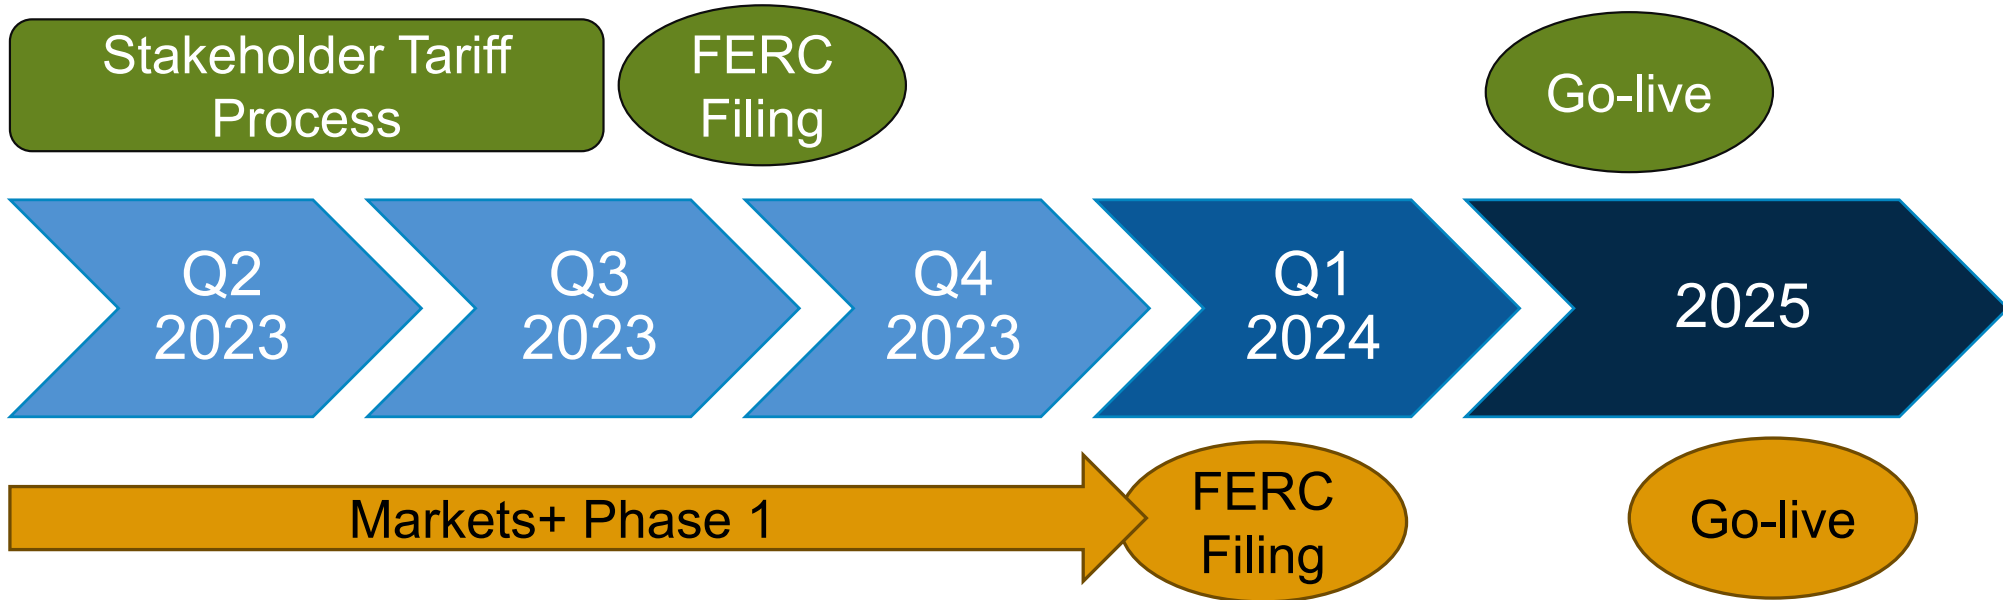 Stakeholder Tariff
Process
FERC
Filing
Go-live
Q2
2023
Q3
2023
Q4
2023
Q1
2024
2025
Markets+ Phase 1
FERC
Filing
Go-live